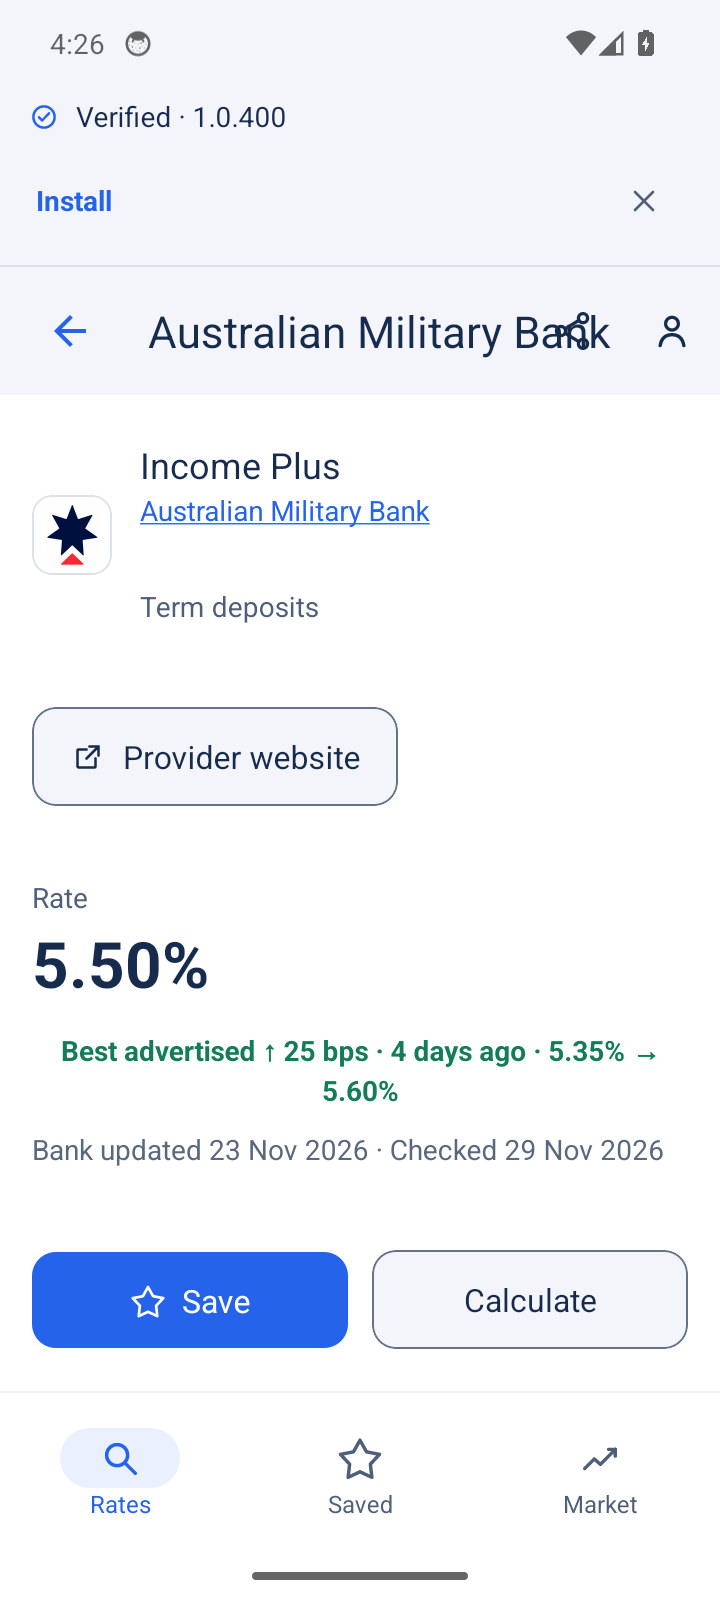 4:26
Verified · 1.0.400
Install
Australian Military Bank
Income Plus
Australian Military Bank
Term deposits
Provider website
Rate
5.50%
Best advertised ↑ 25 bps · 4 days ago · 5.35% →
5.60%
Bank updated 23 Nov 2026 · Checked 29 Nov 2026
Save
Calculate
Rates
Saved
Market